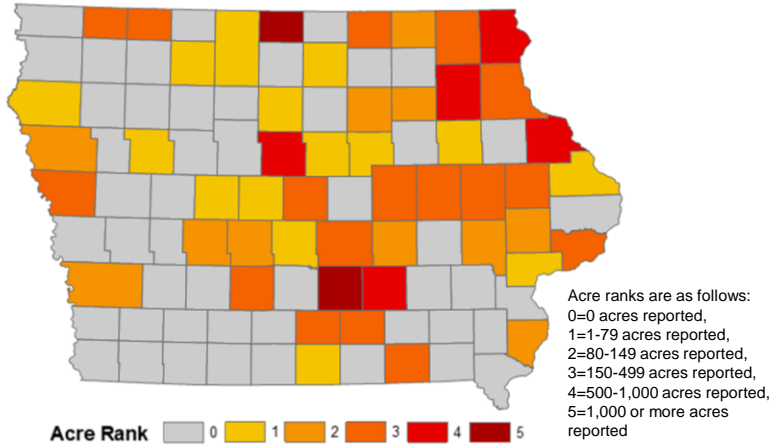 Acre ranks are as follows:
0=0 acres reported,
1=1-79 acres reported,
2=80-149 acres reported,
3=150-499 acres reported,
4=500-1,000 acres reported,
5=1,000 or more acres
reported
Acre Rank 0 1 2 3 4 5